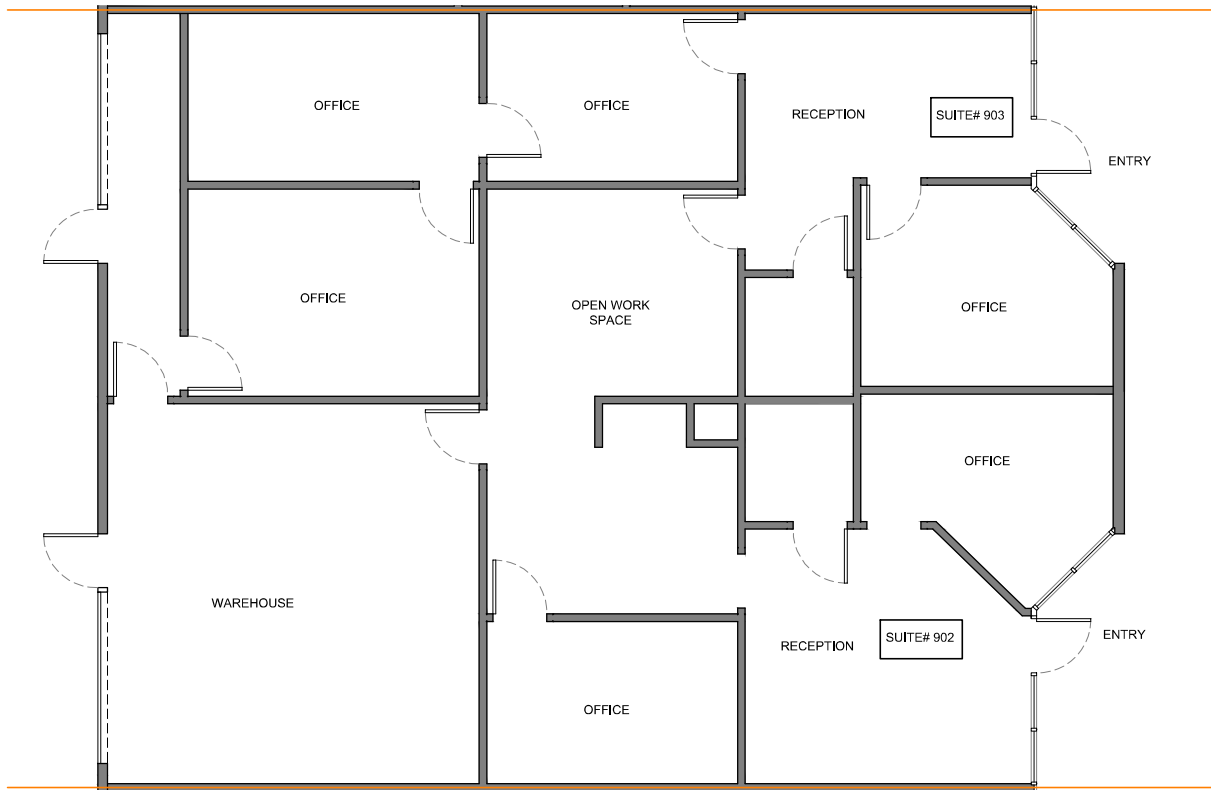 OFFICE
OFFICE
RECEPTION
SUITE# 903
ENTRY
OFFICE
OPEN WORK
SPACE
OFFICE
OFFICE
WAREHOUSE
RECEPTION
SUITE# 902
ENTRY
OFFICE